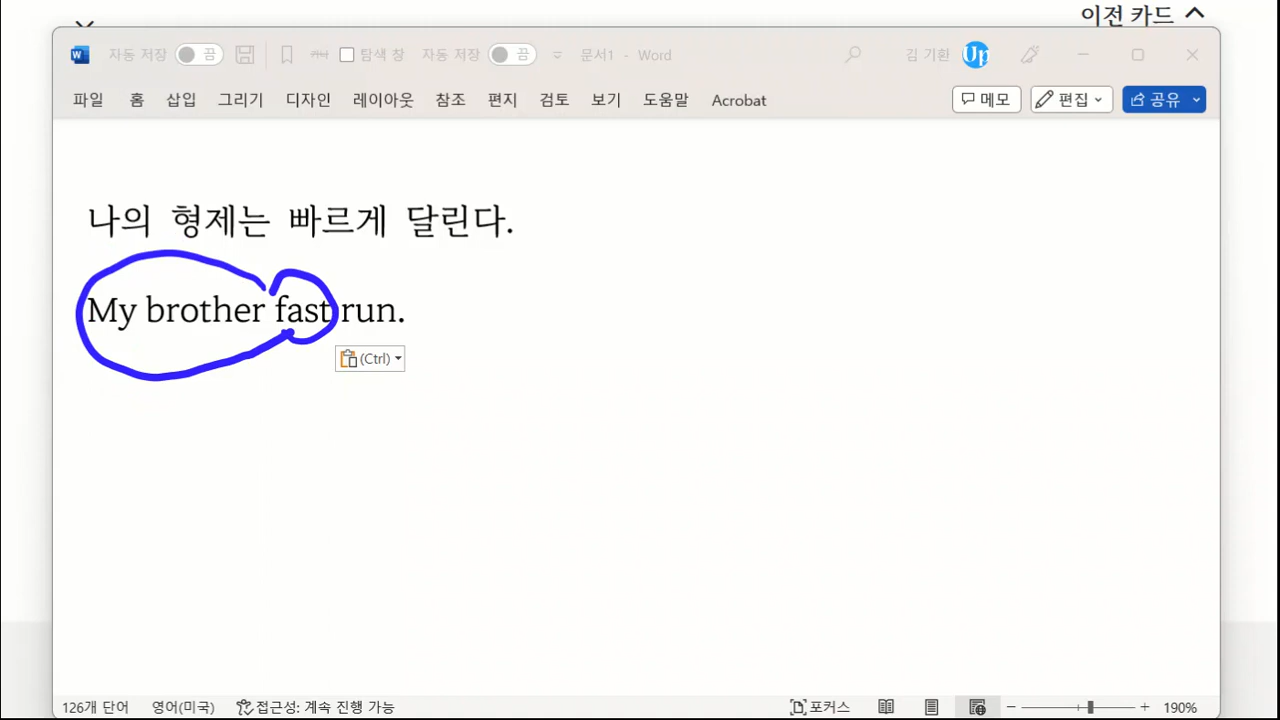 이전 카드
자동 저장 끔 탐색 창 자동 저장 끔 문서1 - Word 김 기환 Up
파일 홈 삽입 그리기 디자인 레이아웃 참조 편지 검토 보기 도움말 Acrobat 메모 편집 공유
나의 형제는 빠르게 달린다.
My brother fast run.
(Ctrl)
126개 단어 영어(미국) 접근성: 계속 진행 가능 포커스 190%